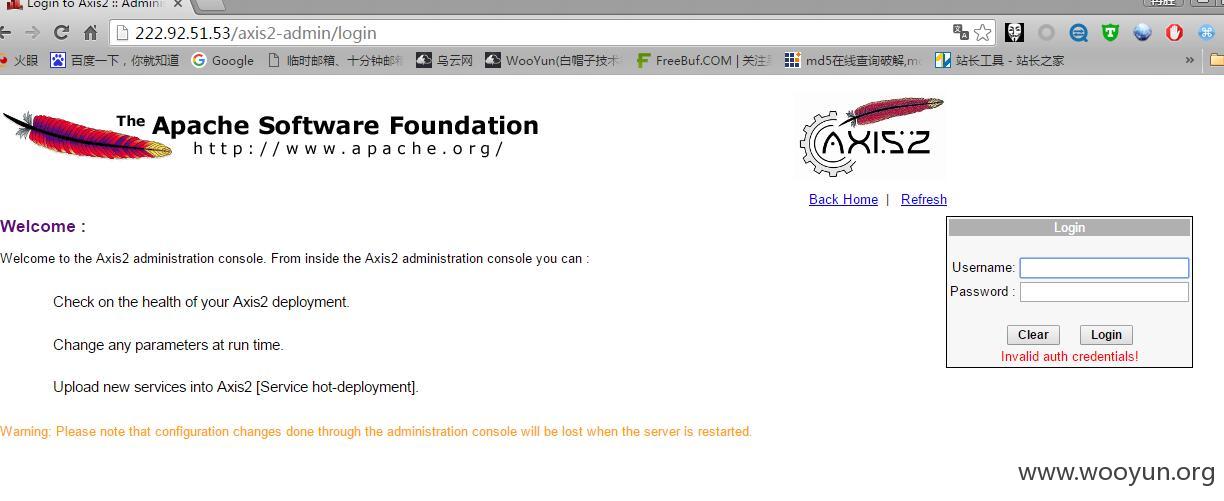 Login to Axis2 :: Admini
222.92.51.53/axis2-admin/login
火眼 百度一下，你就知道 Google 临时邮箱、十分钟邮 乌云网 WooYun(白帽子技术 FreeBuf.COM | 关注 md5在线查询破解,mc 站长工具 - 站长之家 »
The Apache Software Foundation
http://www.apache.org/
AXIS2
Back Home | Refresh
Welcome :
Login
Welcome to the Axis2 administration console. From inside the Axis2 administration console you can :
Username:
Password :
Check on the health of your Axis2 deployment.
Clear Login
Change any parameters at run time.
Invalid auth credentials!
Upload new services into Axis2 [Service hot-deployment].
Warning: Please note that configuration changes done through the administration console will be lost when the server is restarted.
www.wooyun.org